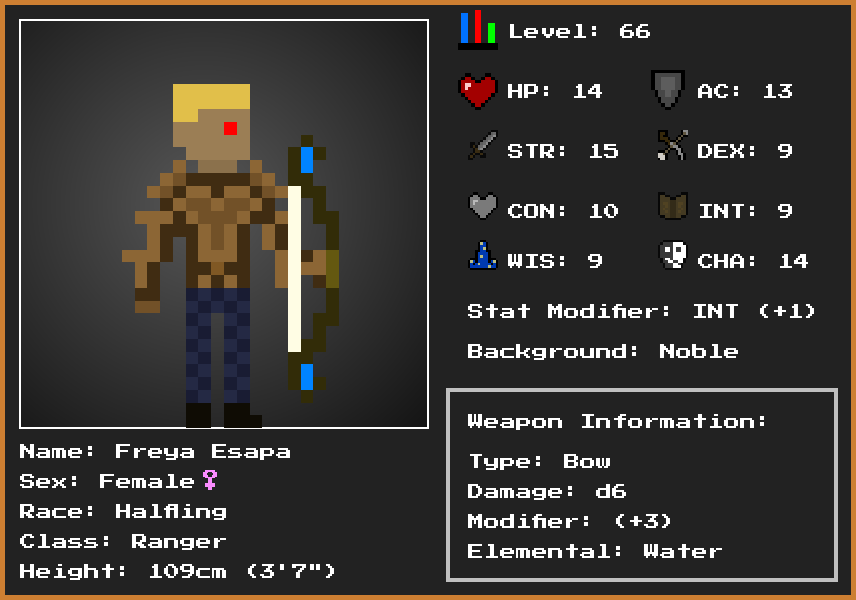 Level: 66
HP: 14
AC: 13
STR: 15
DEX: 9
CON: 10
INT: 9
WIS: 9
CHA: 14
Stat Modifier: INT (+1)
Background: Noble
Weapon Information:
Type: Bow
Damage: d6
Modifier: (+3)
Elemental: Water
Name: Freya Esapa
Sex: Female♀
Race: Halfling
Class: Ranger
Height: 109cm (3'7")